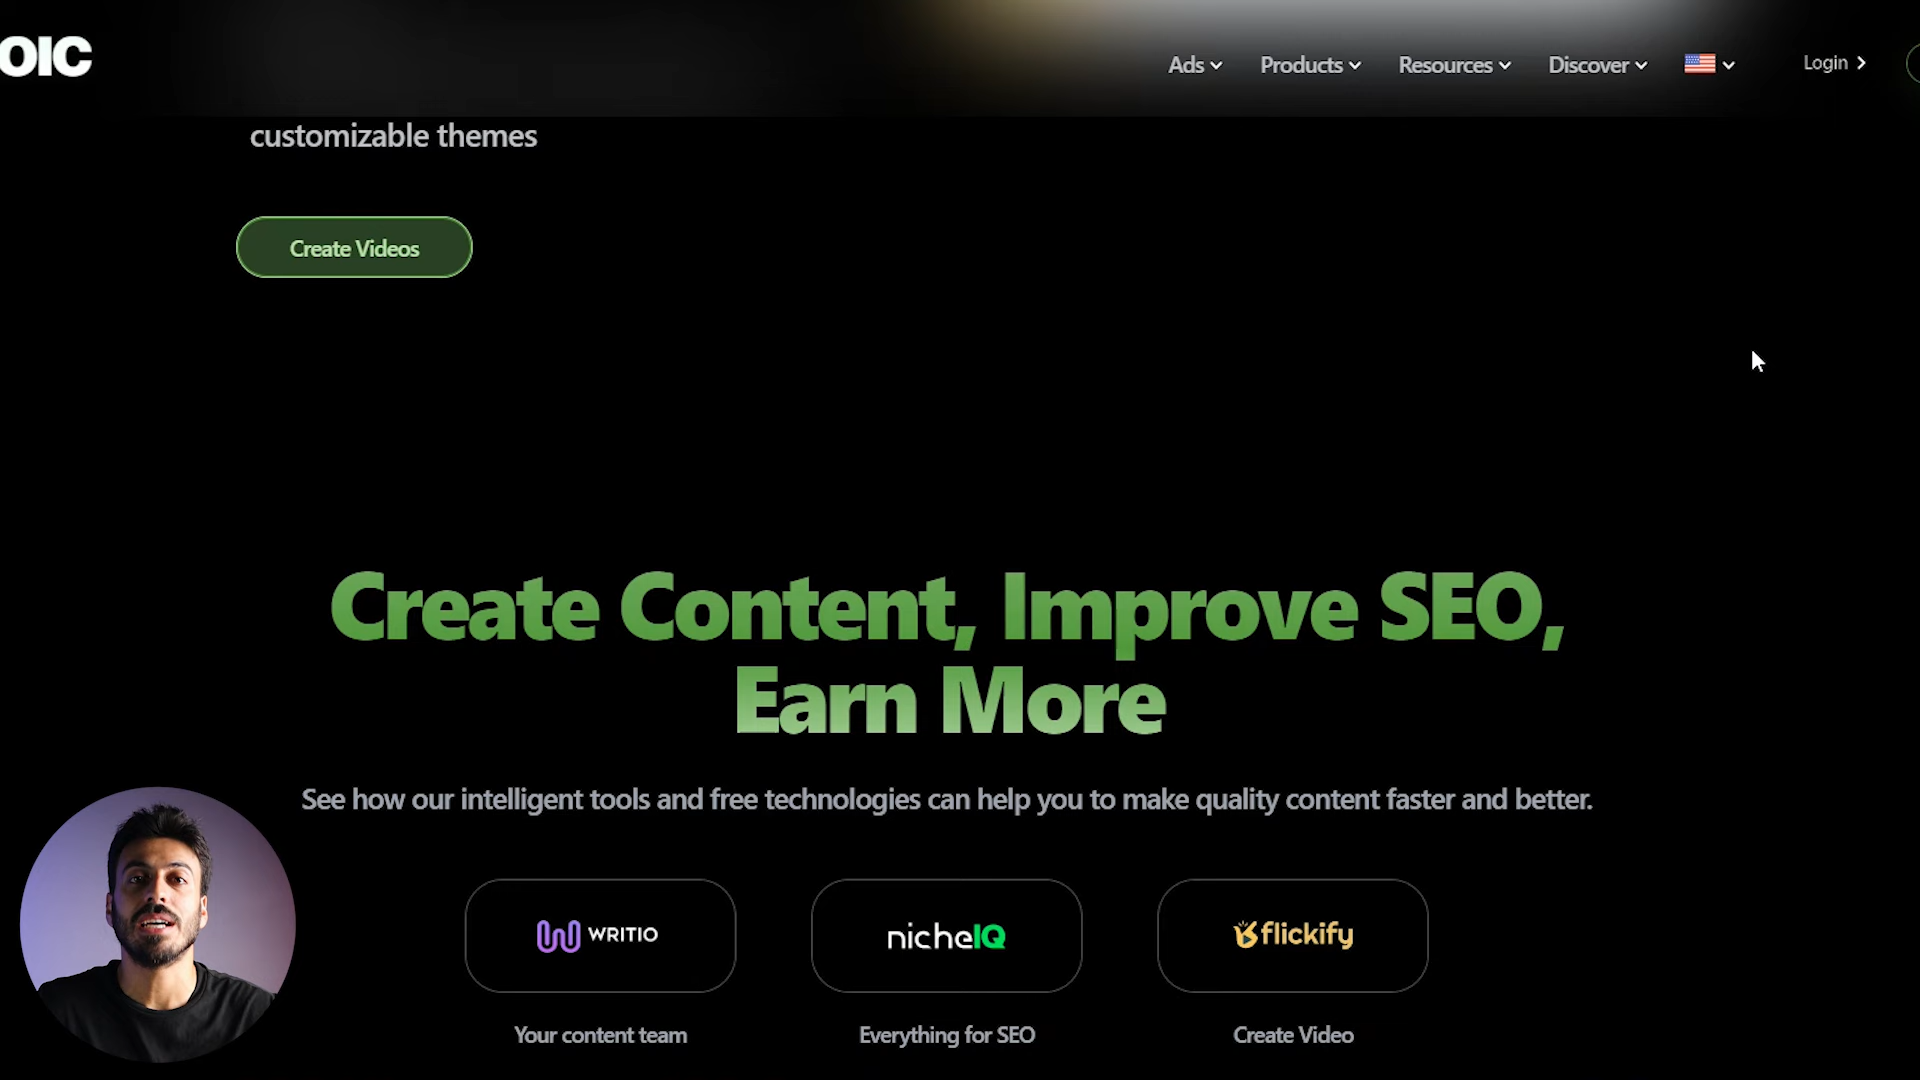 OIC
Ads
Products
Resources
Discover
Login
customizable themes
Create Videos
Create Content, Improve SEO,
Earn More
See how our intelligent tools and free technologies can help you to make quality content faster and better.
WRITIO
nicheIQ
flickify
Your content team
Everything for SEO
Create Video